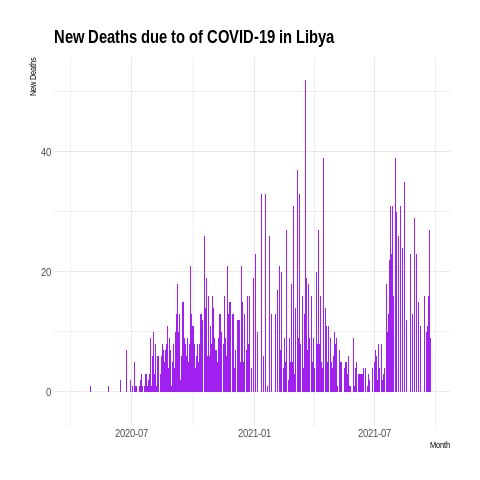 New Deaths due to of COVID-19 in Libya
New Deaths
40
20
0
2020-07
2021-01
2021-07
Month